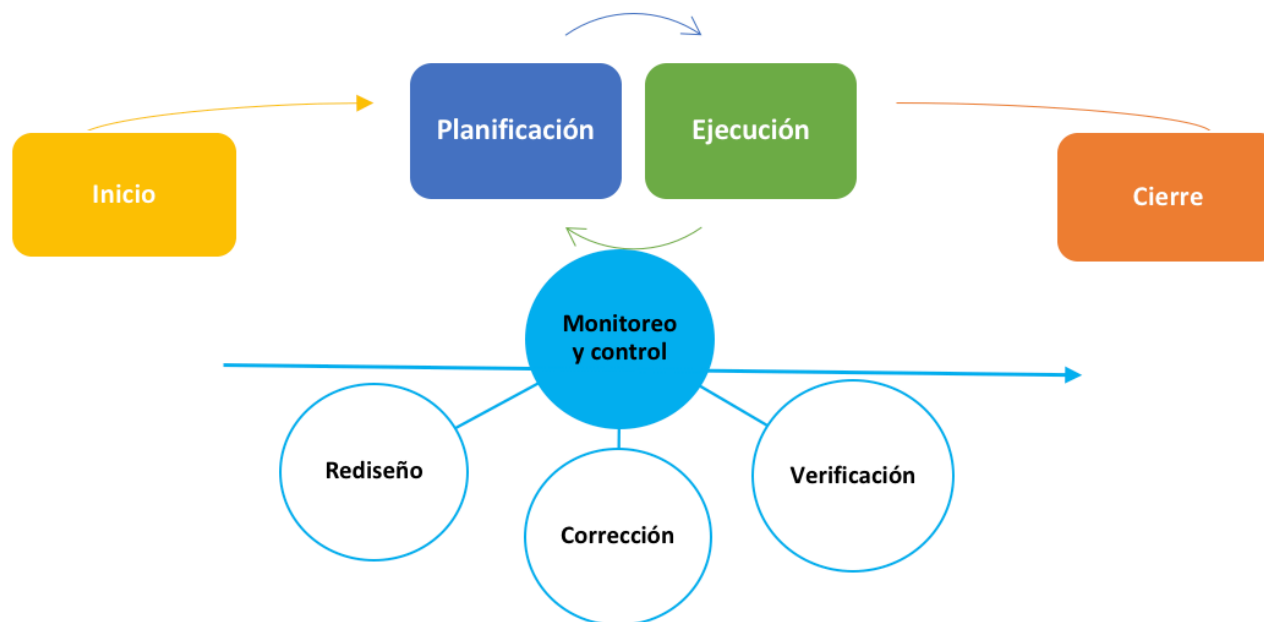 Planificación
Ejecución
Inicio
Cierre
Monitoreo
y control
Rediseño
Verificación
Corrección